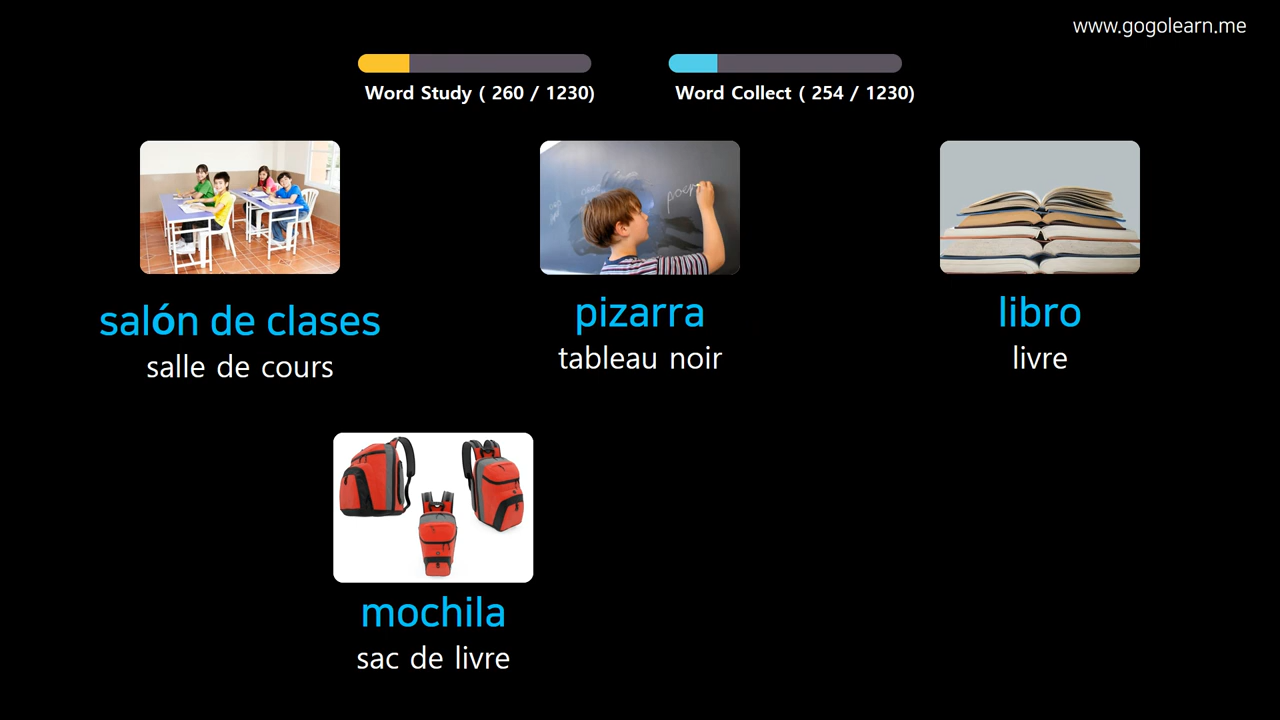 www.gogolearn.me
Word Study ( 260 / 1230)
Word Collect ( 254 / 1230)
salón de clases
salle de cours
pizarra
tableau noir
libro
livre
mochila
sac de livre